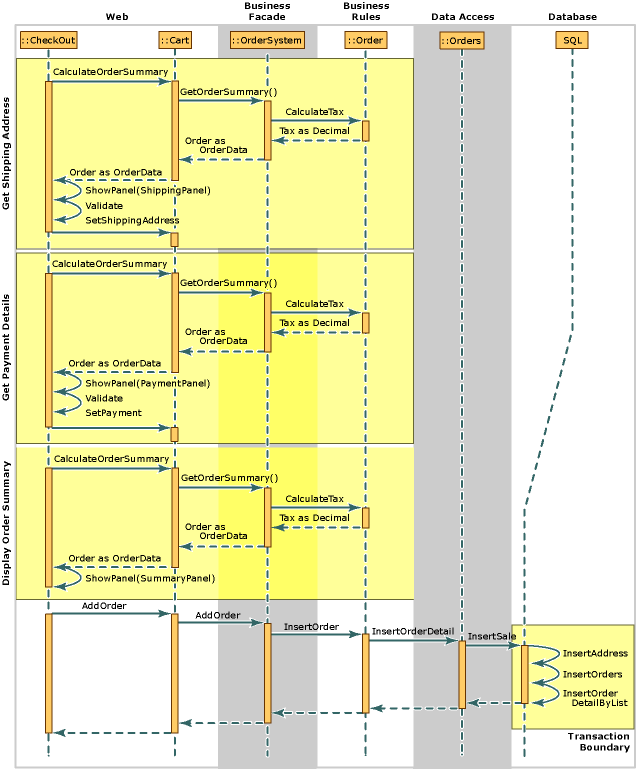 Web
Business
Facade
Business
Rules
Data Access
Database
::CheckOut
::Cart
::OrderSystem
::Order
::Orders
SQL
Get Shipping Address
CalculateOrderSummary
GetOrderSummary()
CalculateTax
Tax as Decimal
Order as
OrderData
Order as OrderData
ShowPanel(ShippingPanel)
Validate
SetShippingAddress
Get Payment Details
CalculateOrderSummary
GetOrderSummary()
CalculateTax
Tax as Decimal
Order as
OrderData
Order as OrderData
ShowPanel(PaymentPanel)
Validate
SetPayment
Display Order Summary
CalculateOrderSummary
GetOrderSummary()
CalculateTax
Tax as Decimal
Order as
OrderData
Order as OrderData
ShowPanel(SummaryPanel)
AddOrder
AddOrder
InsertOrder
InsertOrderDetail
InsertSale
InsertAddress
InsertOrders
InsertOrder
DetailByList
Transaction
Boundary